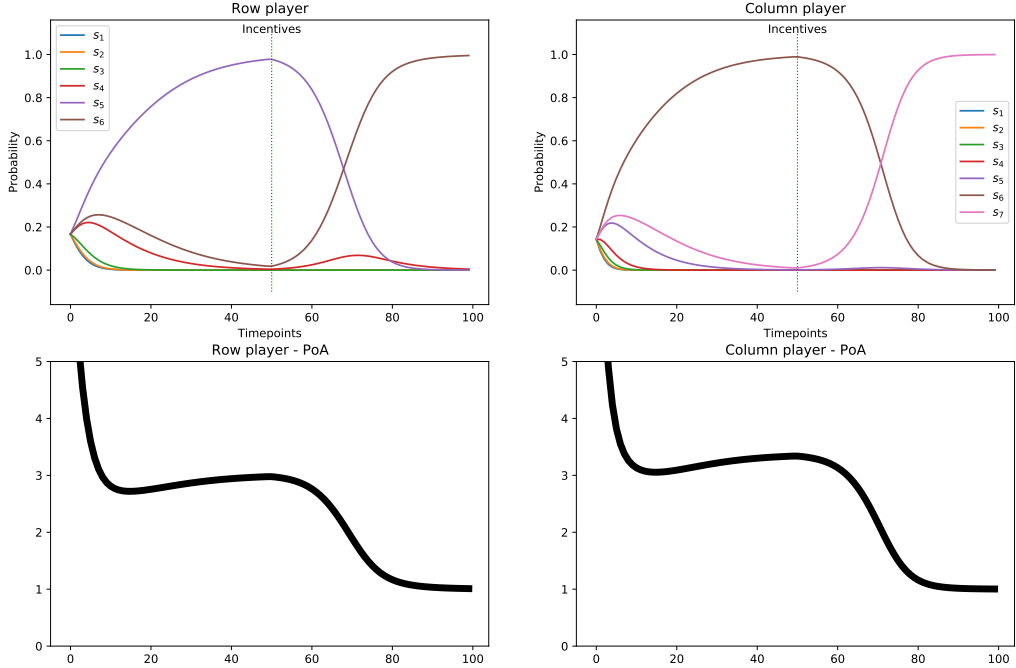 Row player
Incentives
Probability
1.0
0.8
0.6
0.4
0.2
0.0
s1
s2
s3
s4
s5
s6
0 20 40 60 80 100
Timepoints
Column player
Incentives
Probability
1.0
0.8
0.6
0.4
0.2
0.0
s1
s2
s3
s4
s5
s6
s7
0 20 40 60 80 100
Timepoints
Row player - PoA
5
4
3
2
1
0
0 20 40 60 80 100
Column player - PoA
5
4
3
2
1
0
0 20 40 60 80 100